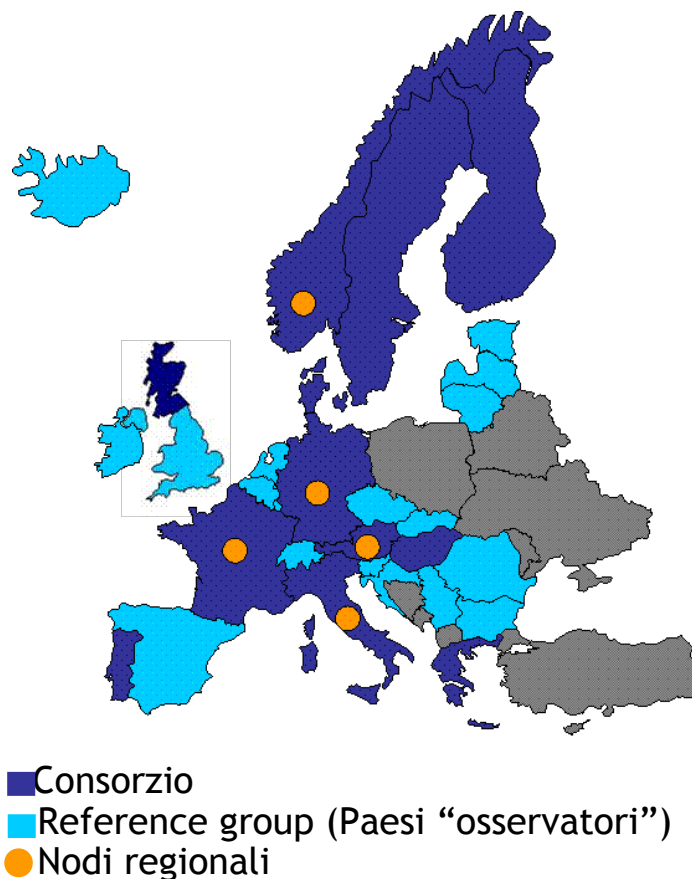 Consorzio
Reference group (Paesi “osservatori”)
Nodi regionali